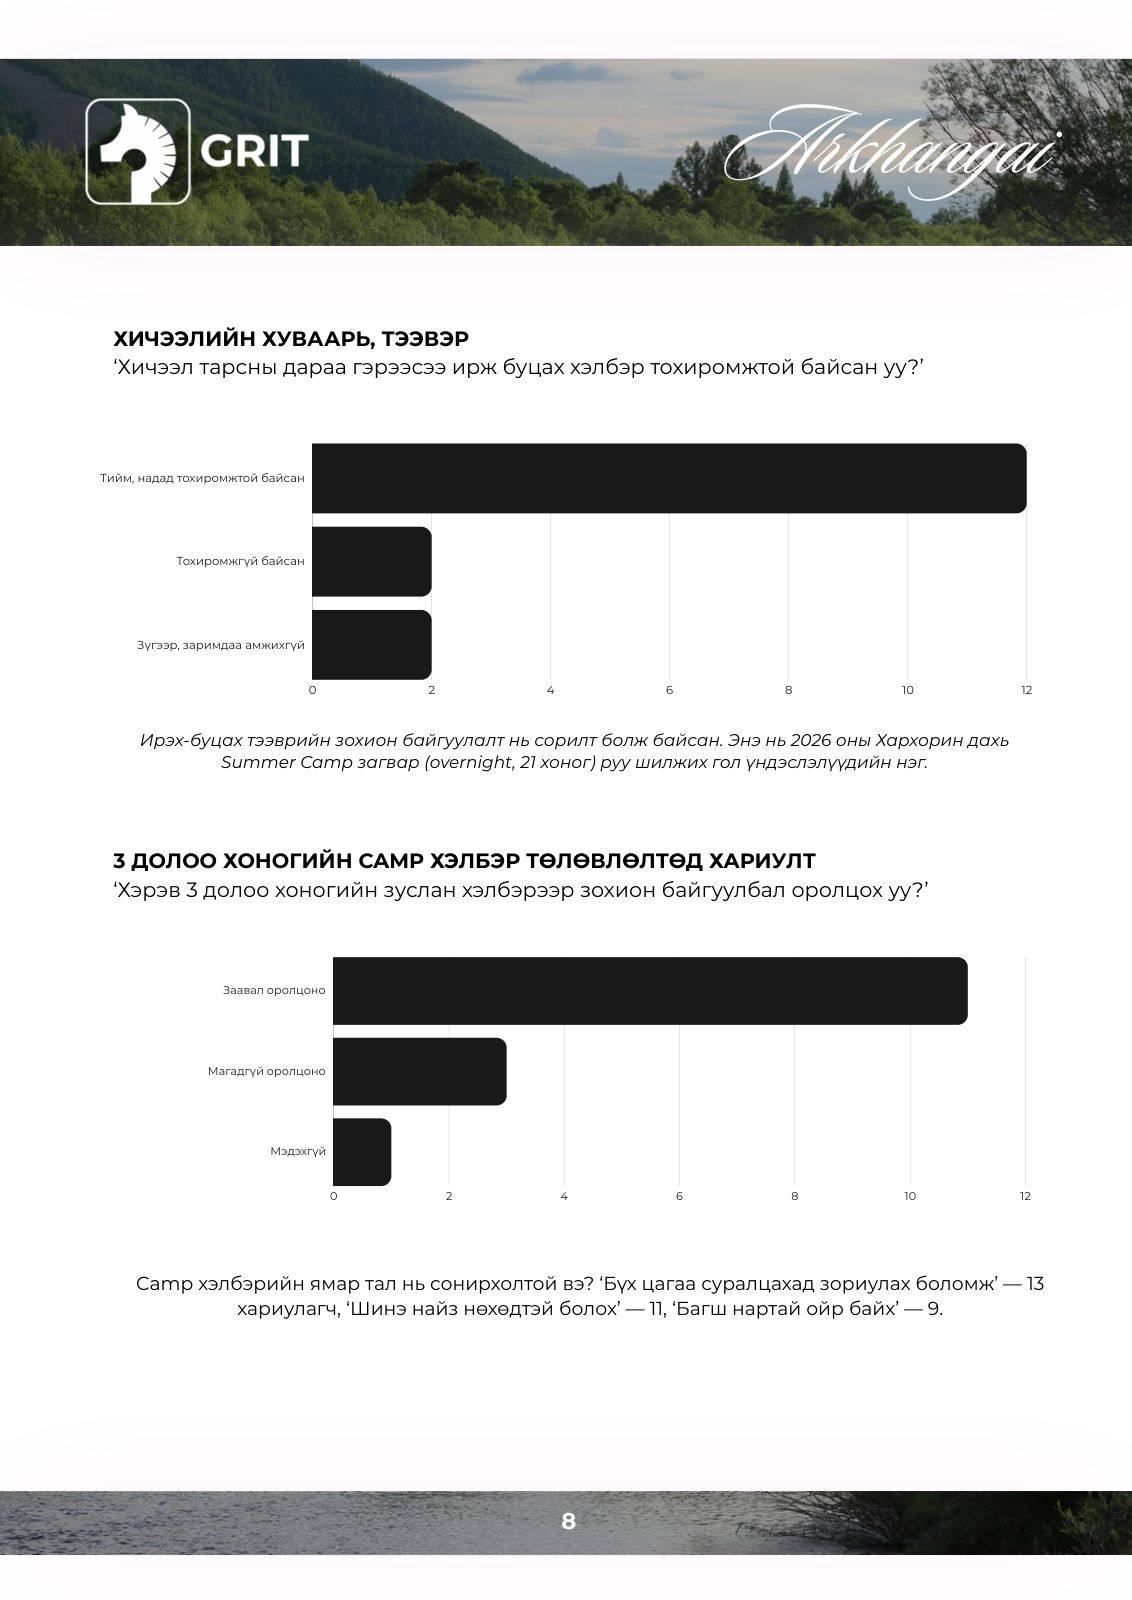 GRIT
Arkhangai
ХИЧЭЭЛИЙН ХУВААРЬ, ТЭЭВЭР
‘Хичээл тарсны дараа гэрээсээ ирж буцах хэлбэр тохиромжтой байсан уу?’
Тийм, надад тохиромжтой байсан
Тохиромжгүй байсан
Зүгээр, заримдаа амжихгүй
0 2 4 6 8 10 12
Ирэх-буцах тээврийн зохион байгуулалт нь сорилт болж байсан. Энэ нь 2026 оны Хархорин дахь
Summer Camp загвар (overnight, 21 хоног) руу шилжих гол үндэслэлүүдийн нэг.
3 ДОЛОО ХОНОГИЙН CAMP ХЭЛБЭР ТӨЛӨВЛӨЛТӨД ХАРИУЛТ
‘Хэрэв 3 долоо хоногийн зуслан хэлбэрээр зохион байгуулбал оролцох уу?’
Заавал оролцоно
Магадгүй оролцоно
Мэдэхгүй
0 2 4 6 8 10 12
Camp хэлбэрийн ямар тал нь сонирхолтой вэ? ‘Бүх цагаа суралцахад зориулах боломж’ — 13
хариулагч, ‘Шинэ найз нөхөдтэй болох’ — 11, ‘Багш нартай ойр байх’ — 9.
8